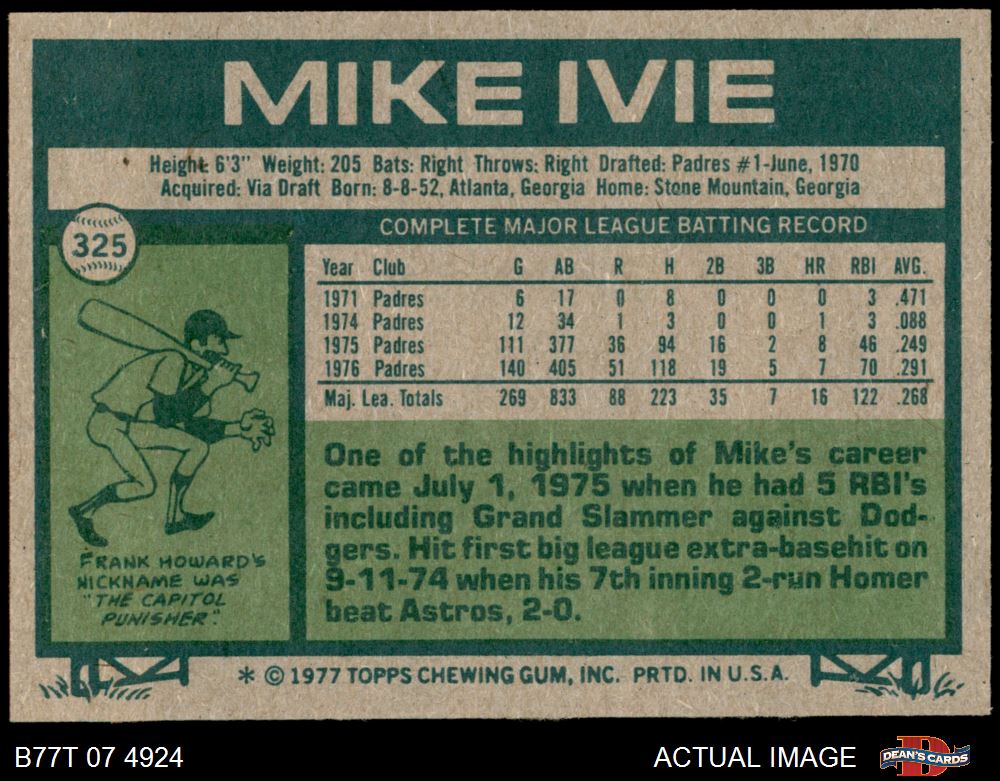 MIKE IVIE
Height: 6'3" Weight: 205 Bats: Right Throws: Right Drafted: Padres #1-June, 1970
Acquired: Via Draft Born: 8-8-52, Atlanta, Georgia Home: Stone Mountain, Georgia
325
COMPLETE MAJOR LEAGUE BATTING RECORD
Year Club G AB R H 2B 3B HR RBI AVG.
1971 Padres 6 17 0 8 0 0 0 3 .471
1974 Padres 12 34 1 3 0 0 1 3 .088
1975 Padres 111 377 36 94 16 2 8 46 .249
1976 Padres 140 405 51 118 19 5 7 70 .291
Maj. Lea. Totals 269 833 88 223 35 7 16 122 .268
FRANK HOWARD'S
NICKNAME WAS
"THE CAPITOL
PUNISHER".
One of the highlights of Mike's career
came July 1, 1975 when he had 5 RBI's
including Grand Slammer against Dod-
gers. Hit first big league extra-basehit on
9-11-74 when his 7th inning 2-run Homer
beat Astros, 2-0.
* © 1977 TOPPS CHEWING GUM, INC. PRTD. IN U.S.A.
B77T 07 4924
ACTUAL IMAGE
DEAN'S CARDS